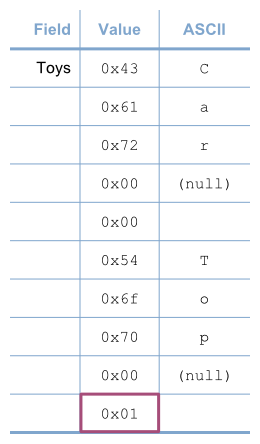 Field Value ASCII
Toys 0x43 C
0x61 a
0x72 r
0x00 (null)
0x00
0x54 T
0x6f o
0x70 p
0x00 (null)
0x01